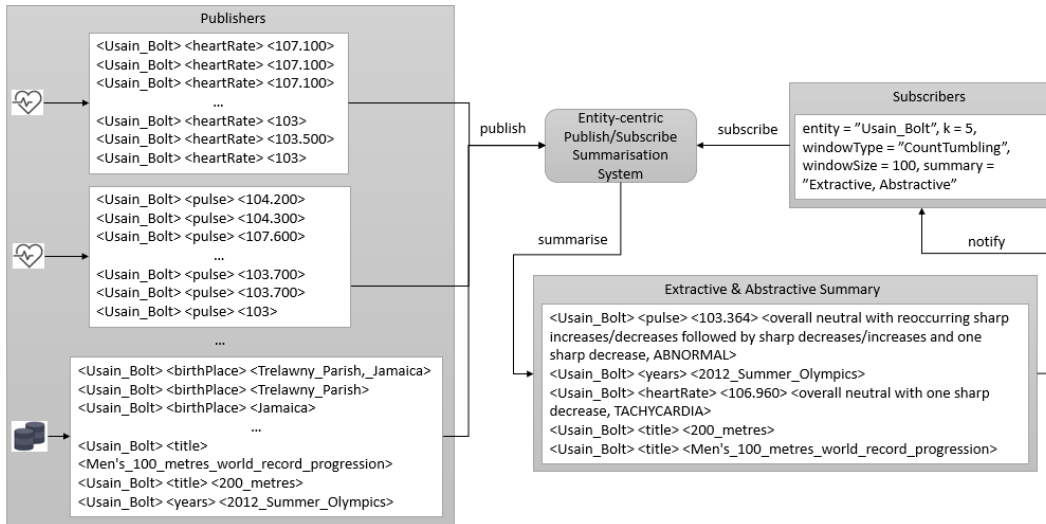 Publishers
<Usain_Bolt> <heartRate> <107.100>
<Usain_Bolt> <heartRate> <107.100>
<Usain_Bolt> <heartRate> <107.100>
...
<Usain_Bolt> <heartRate> <103>
<Usain_Bolt> <heartRate> <103.500>
<Usain_Bolt> <heartRate> <103>
<Usain_Bolt> <pulse> <104.200>
<Usain_Bolt> <pulse> <104.300>
<Usain_Bolt> <pulse> <107.600>
...
<Usain_Bolt> <pulse> <103.700>
<Usain_Bolt> <pulse> <103.700>
<Usain_Bolt> <pulse> <103>
...
<Usain_Bolt> <birthPlace> <Trelawny_Parish,_Jamaica>
<Usain_Bolt> <birthPlace> <Trelawny_Parish>
<Usain_Bolt> <birthPlace> <Jamaica>
...
<Usain_Bolt> <title>
<Men's_100_metres_world_record_progression>
<Usain_Bolt> <title> <200_metres>
<Usain_Bolt> <years> <2012_Summer_Olympics>
publish
Entity-centric
Publish/Subscribe
Summarisation
System
subscribe
Subscribers
entity = "Usain_Bolt", k = 5,
windowType = "CountTumbling",
windowSize = 100, summary =
"Extractive, Abstractive"
summarise
notify
Extractive & Abstractive Summary
<Usain_Bolt> <pulse> <103.364> <overall neutral with reoccurring sharp
increases/decreases followed by sharp decreases/increases and one
sharp decrease, ABNORMAL>
<Usain_Bolt> <years> <2012_Summer_Olympics>
<Usain_Bolt> <heartRate> <106.960> <overall neutral with one sharp
decrease, TACHYCARDIA>
<Usain_Bolt> <title> <200_metres>
<Usain_Bolt> <title> <Men's_100_metres_world_record_progression>